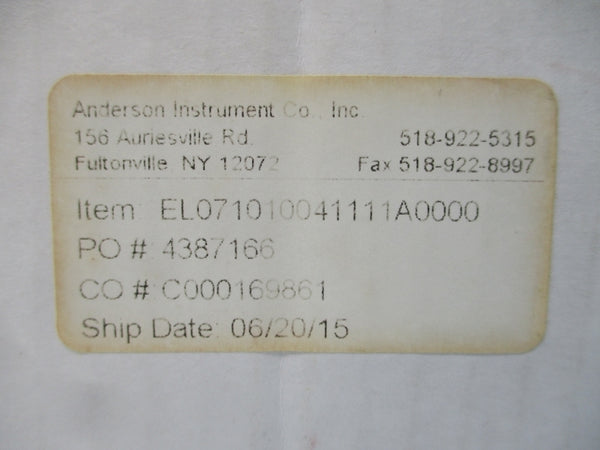 Anderson Instrument Co., Inc.
156 Auriesville Rd. 518-922-5315
Fultonville, NY 12072 Fax 518-922-8997
Item: EL071010041111A0000
PO #: 4387166
CO #: C000169861
Ship Date: 06/20/15